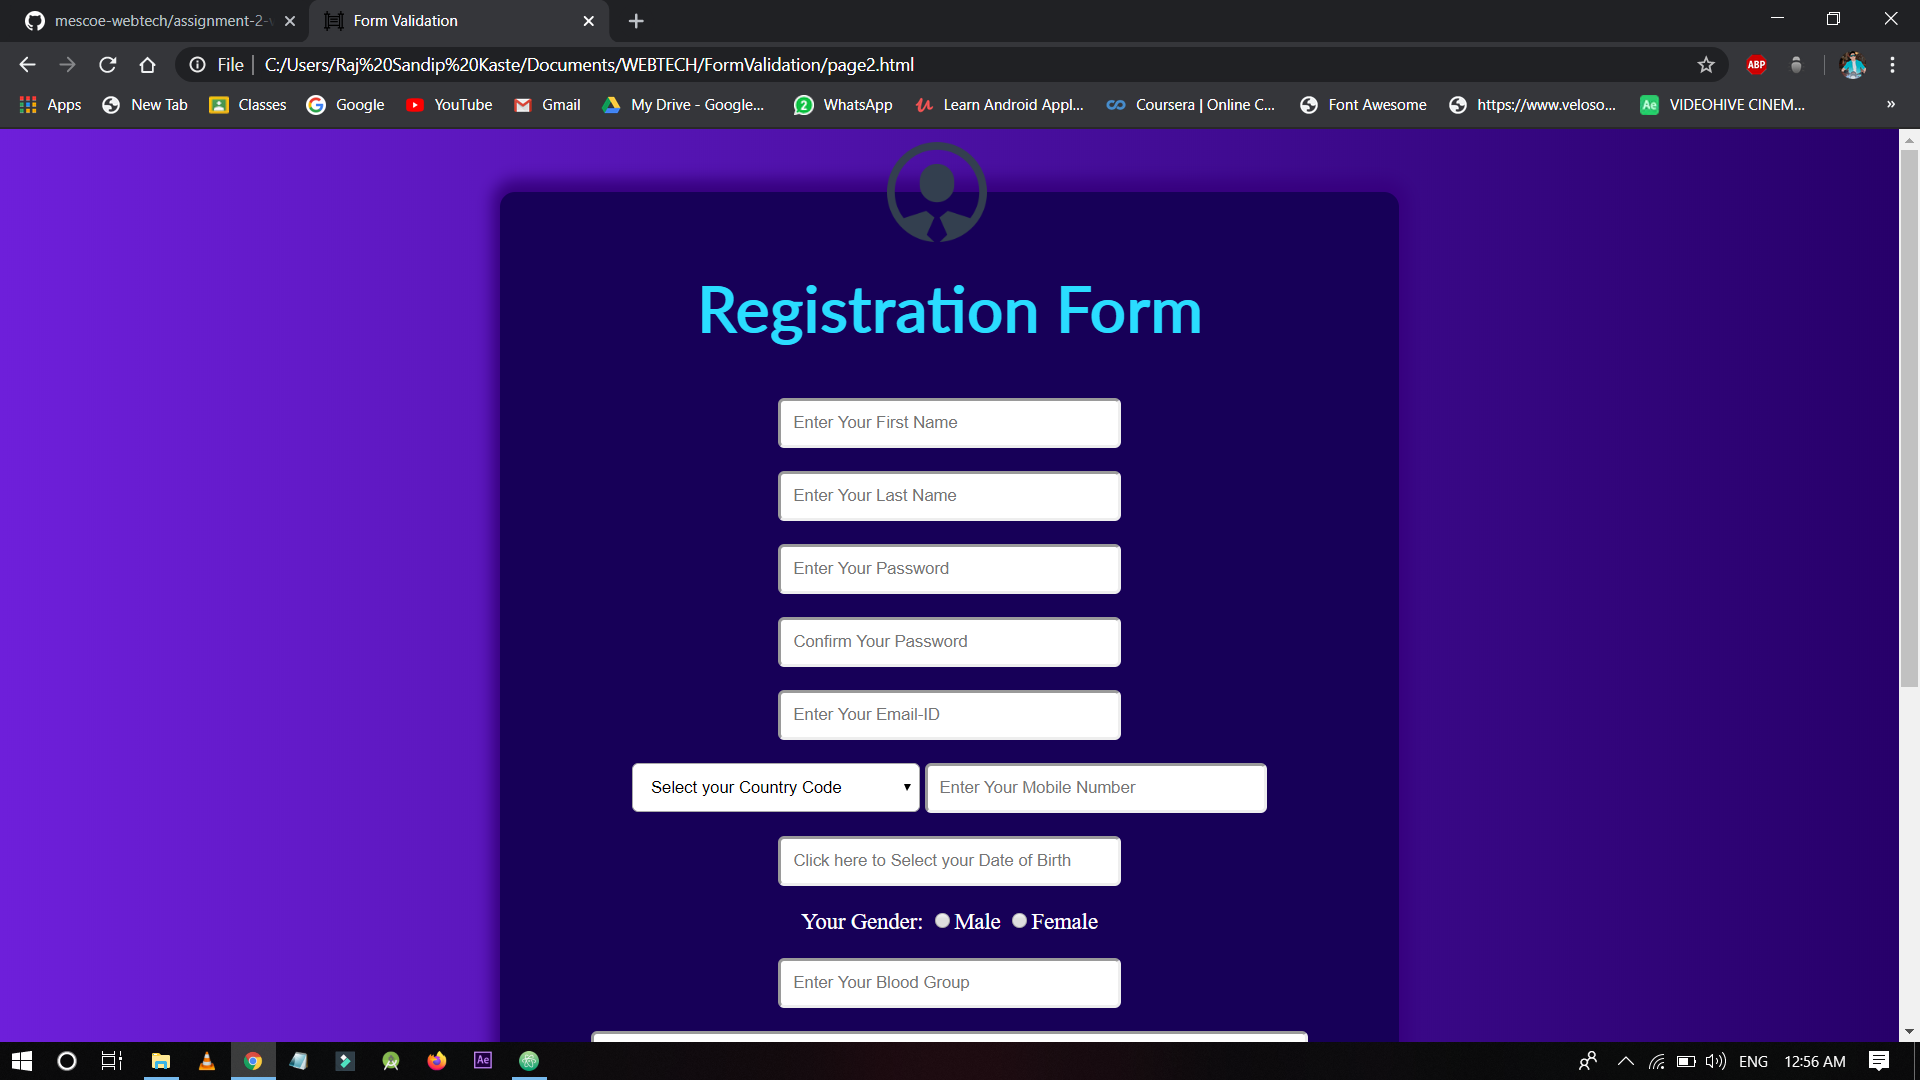 mescoe-webtech/assignment-2-
Form Validation
File | C:/Users/Raj%20Sandip%20Kaste/Documents/WEBTECH/FormValidation/page2.html
ABP
Apps New Tab Classes Google YouTube Gmail My Drive - Google... 2 WhatsApp Learn Android Appl... Coursera | Online C... Font Awesome https://www.veloso... Ae VIDEOHIVE CINEM... »
Registration Form
Enter Your First Name
Enter Your Last Name
Enter Your Password
Confirm Your Password
Enter Your Email-ID
Select your Country Code Enter Your Mobile Number
Click here to Select your Date of Birth
Your Gender: Male Female
Enter Your Blood Group
Ae ENG 12:56 AM